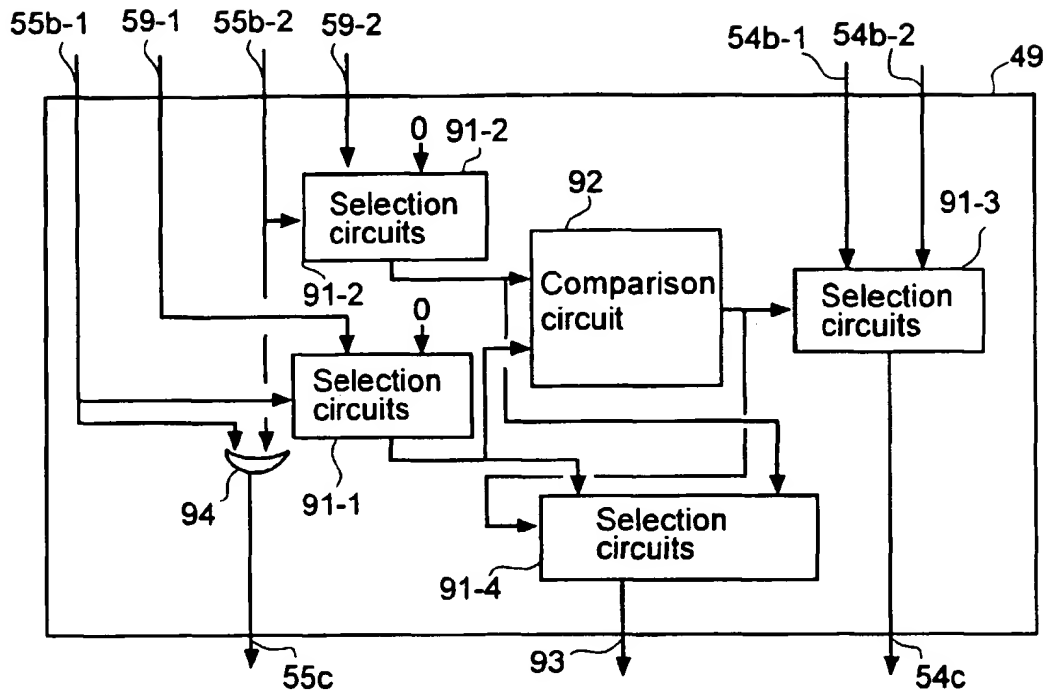 55b-1 59-1 55b-2 59-2 54b-1 54b-2
49
0 91-2
Selection
circuits
91-2
92
Comparison
circuit
91-3
Selection
circuits
0
Selection
circuits
91-1
94
Selection
circuits
91-4
55c 93 54c